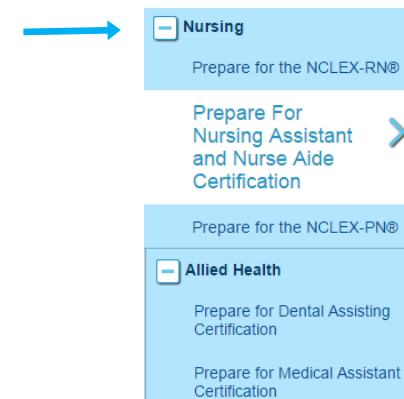 Nursing
Prepare for the NCLEX-RN®
Prepare For
Nursing Assistant
and Nurse Aide
Certification
Prepare for the NCLEX-PN®
Allied Health
Prepare for Dental Assisting
Certification
Prepare for Medical Assistant
Certification